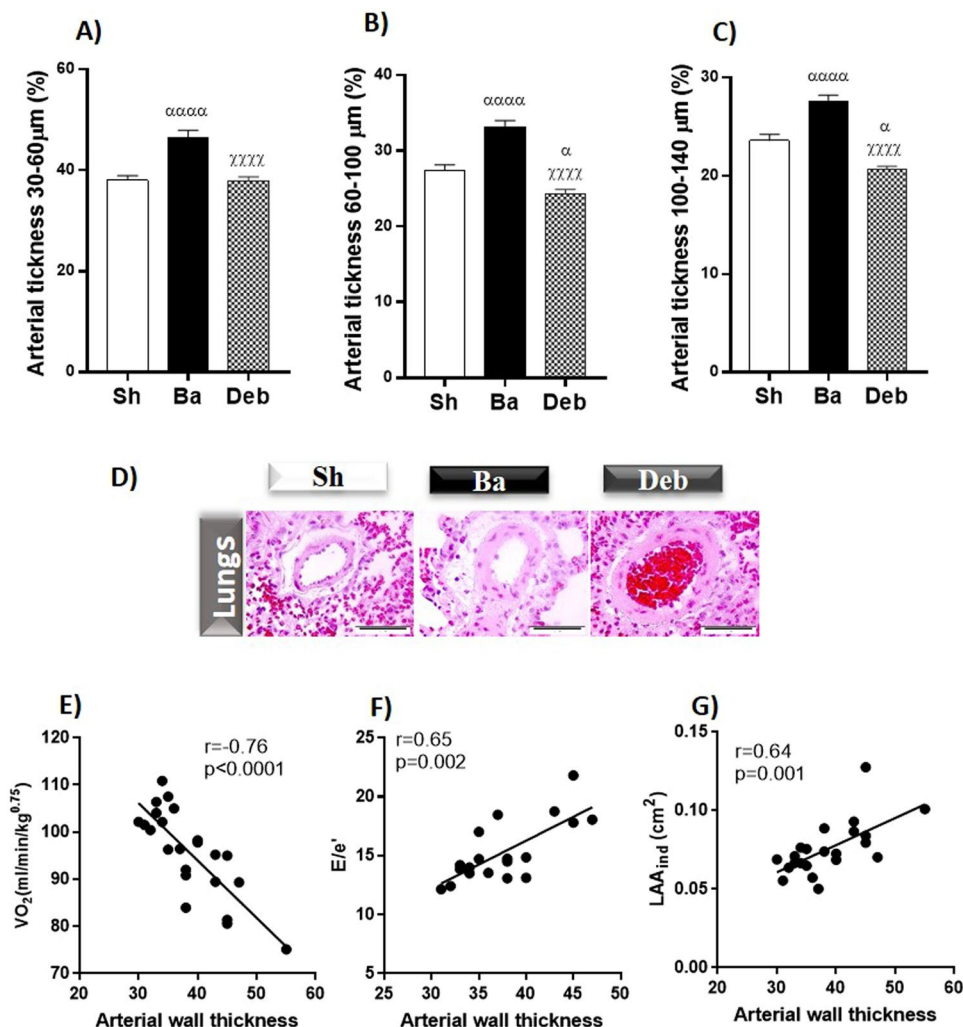 A)
Arterial tickness 30-60μm (%)
60
40
20
0
αααα
χχχχ
Sh Ba Deb
B)
Arterial tickness 60-100 μm (%)
40
30
20
10
0
αααα
α
χχχχ
Sh Ba Deb
C)
Arterial tickness 100-140 μm (%)
30
20
10
0
αααα
α
χχχχ
Sh Ba Deb
D)
Sh Ba Deb
Lungs
E)
VO2(ml/min/kg0.75)
120
110
100
90
80
70
r=-0.76
p<0.0001
20 30 40 50 60
Arterial wall thickness
F)
E/e'
25
20
15
10
5
r=0.65
p=0.002
25 30 35 40 45 50
Arterial wall thickness
G)
LAAind (cm2)
0.15
0.10
0.05
0.00
r=0.64
p=0.001
20 30 40 50 60
Arterial wall thickness